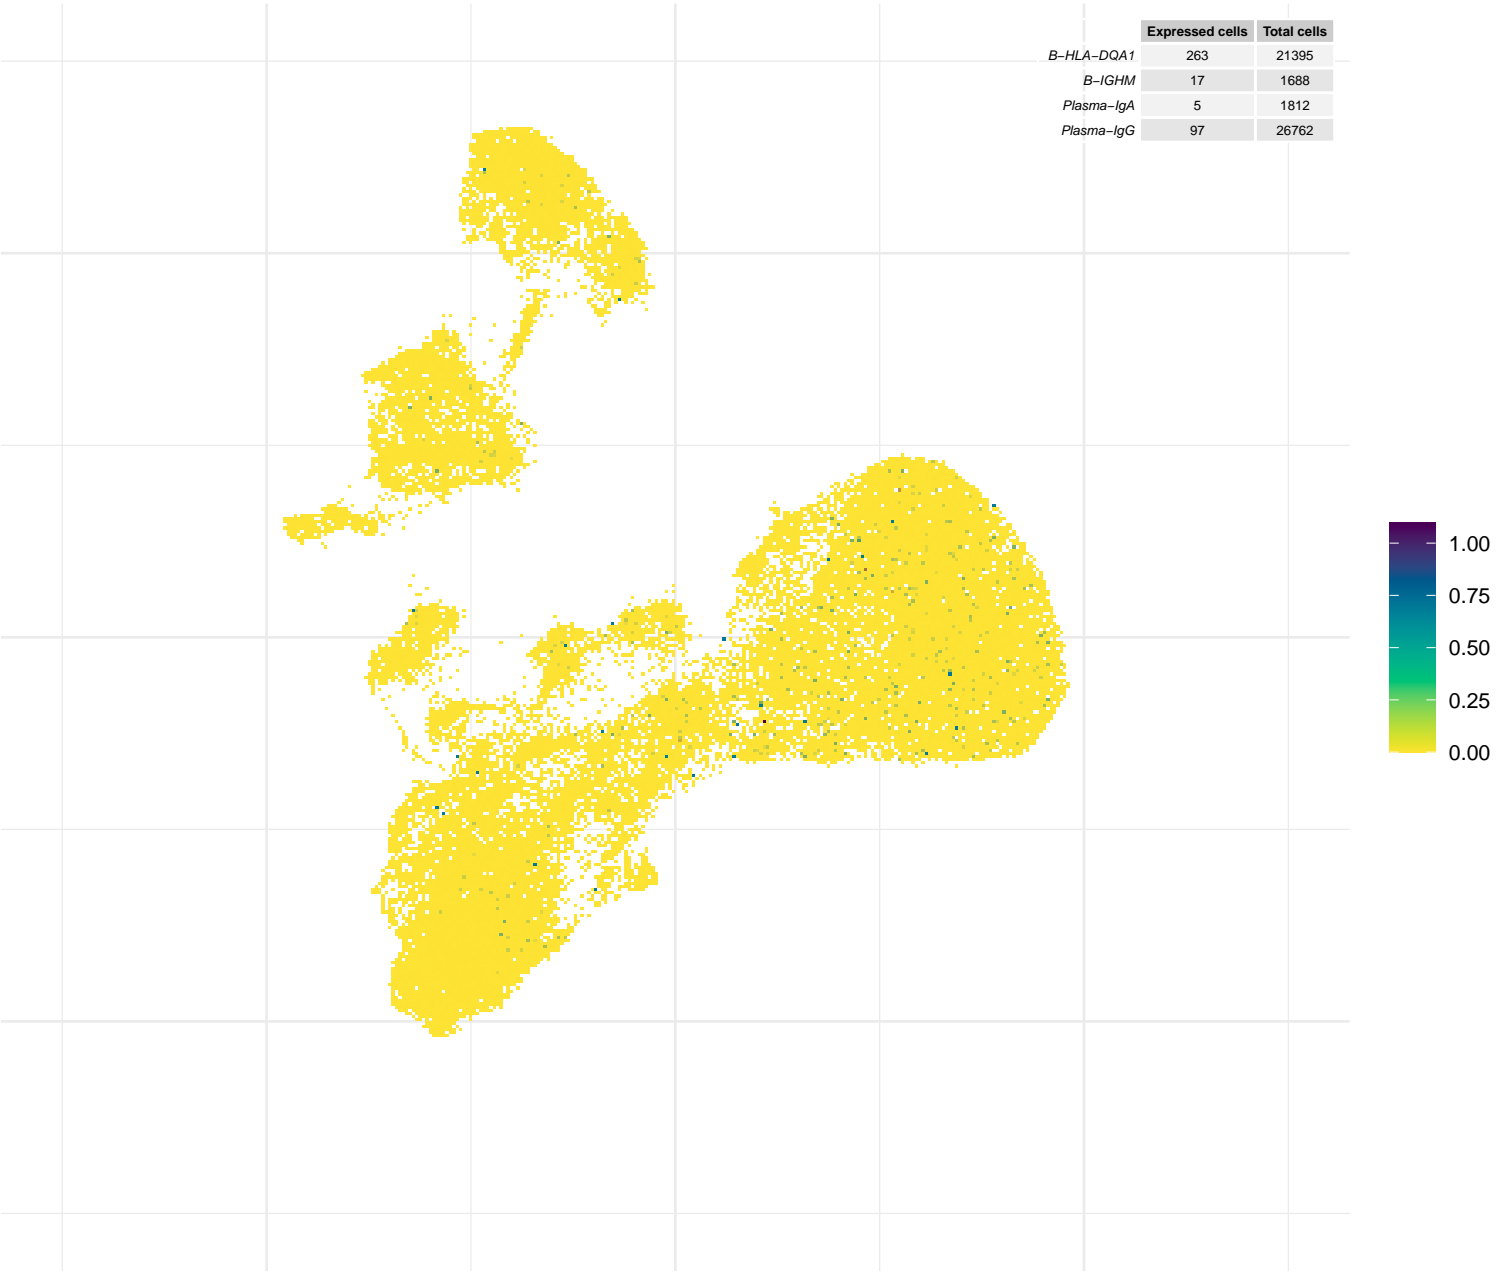 Expressed cells Total cells
B−HLA−DQA1 263 21395
B−IGHM 17 1688
Plasma−IgA 5 1812
Plasma−IgG 97 26762
1.00
0.75
0.50
0.25
0.00